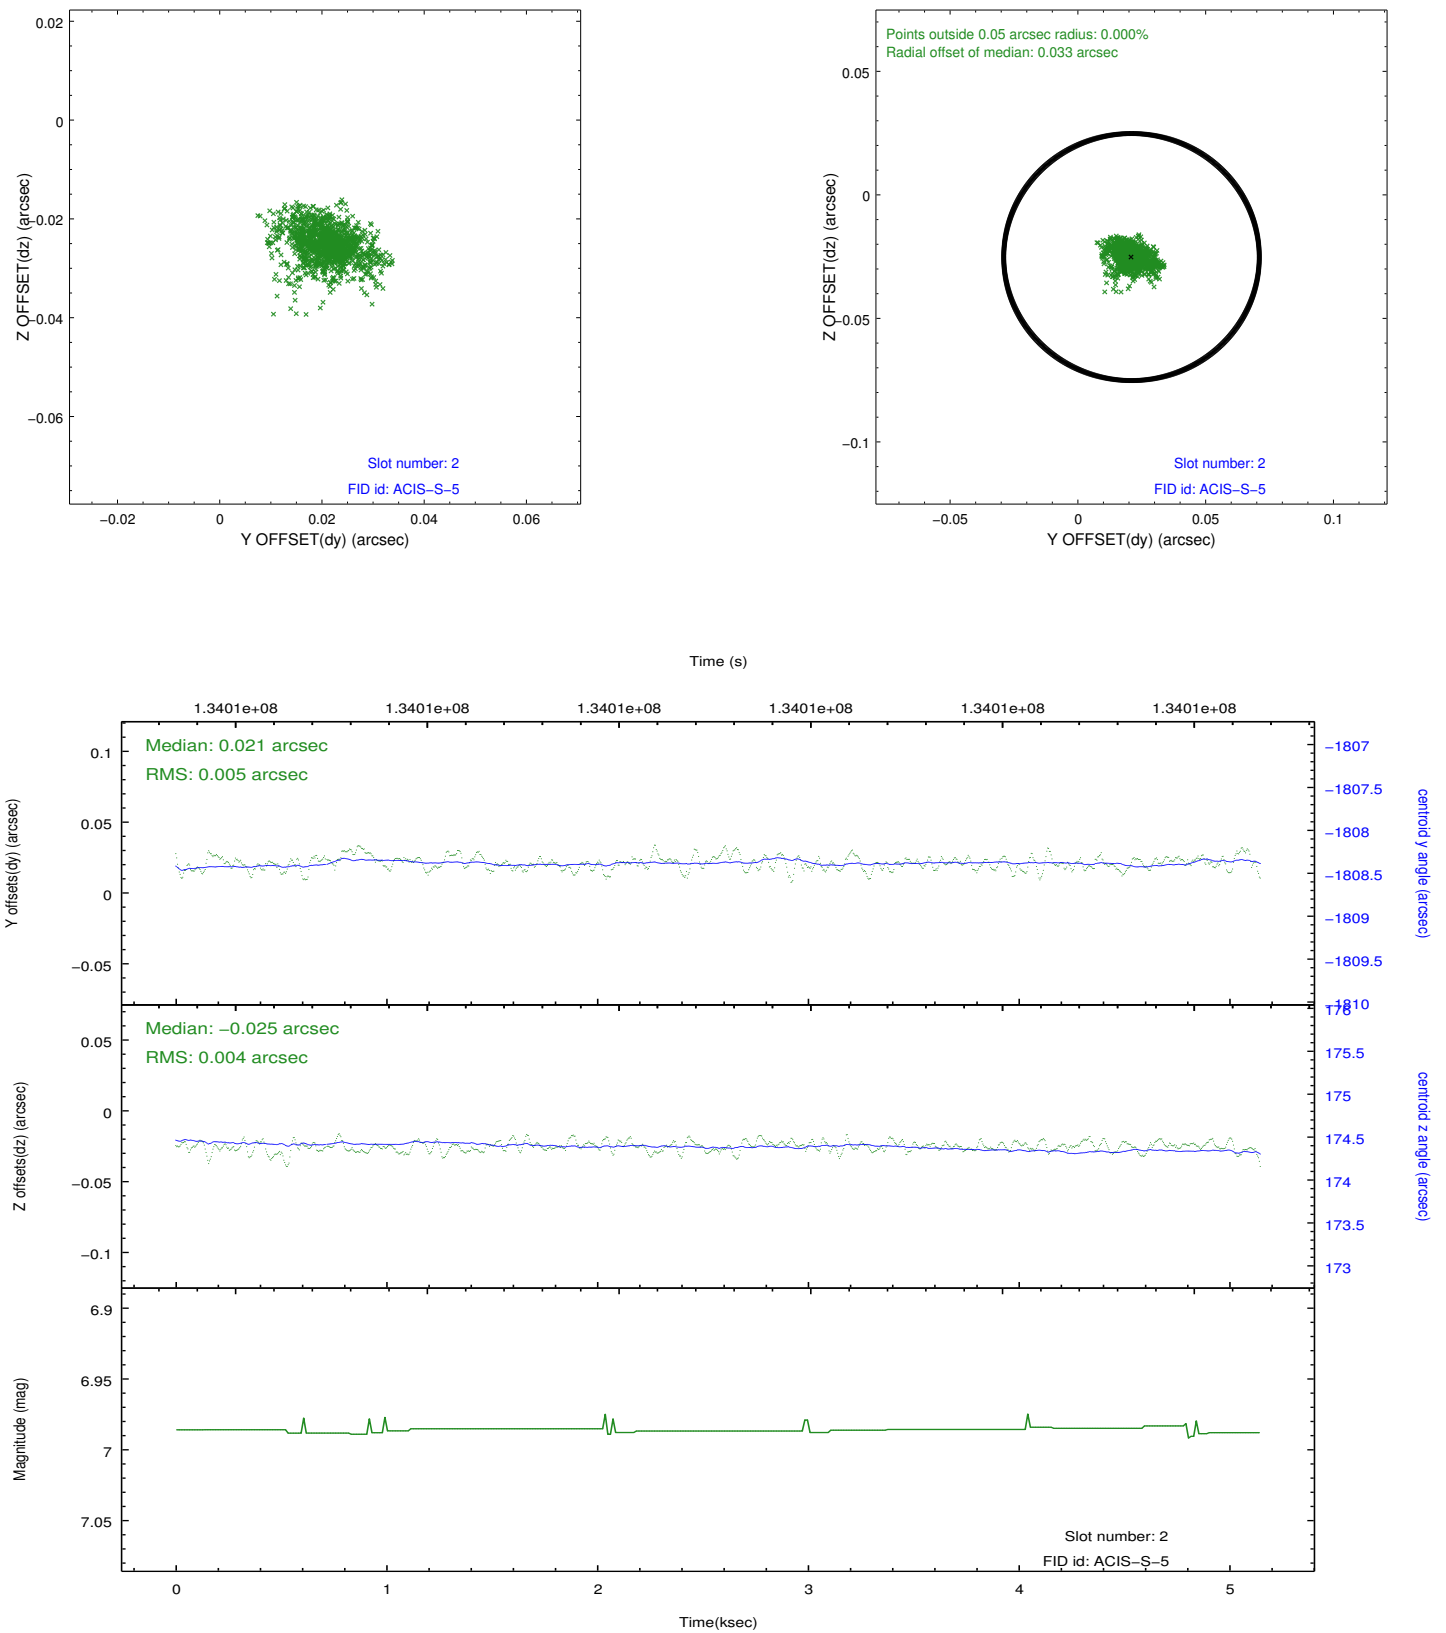 0.02
0
−0.02
−0.04
−0.06
Z OFFSET(dz) (arcsec)
Slot number: 2
FID id: ACIS−S−5
−0.02
0
0.02
0.04
0.06
Y OFFSET(dy) (arcsec)
Points outside 0.05 arcsec radius: 0.000%
Radial offset of median: 0.033 arcsec
0.05
0
−0.05
−0.1
Z OFFSET(dz) (arcsec)
Slot number: 2
FID id: ACIS−S−5
−0.05
0
0.05
0.1
Y OFFSET(dy) (arcsec)
Time (s)
1.3401e+08
1.3401e+08
1.3401e+08
1.3401e+08
1.3401e+08
1.3401e+08
Median: 0.021 arcsec
RMS: 0.005 arcsec
0.1
0.05
0
−0.05
Y offsets(dy) (arcsec)
−1807
−1807.5
−1808
−1808.5
−1809
−1809.5
−1810
centroid y angle (arcsec)
Median: −0.025 arcsec
RMS: 0.004 arcsec
0.05
0
−0.05
−0.1
Z offsets(dz) (arcsec)
176
175.5
175
174.5
174
173.5
173
centroid z angle (arcsec)
6.9
6.95
7
7.05
Magnitude (mag)
Slot number: 2
FID id: ACIS−S−5
0
1
2
3
4
5
Time(ksec)